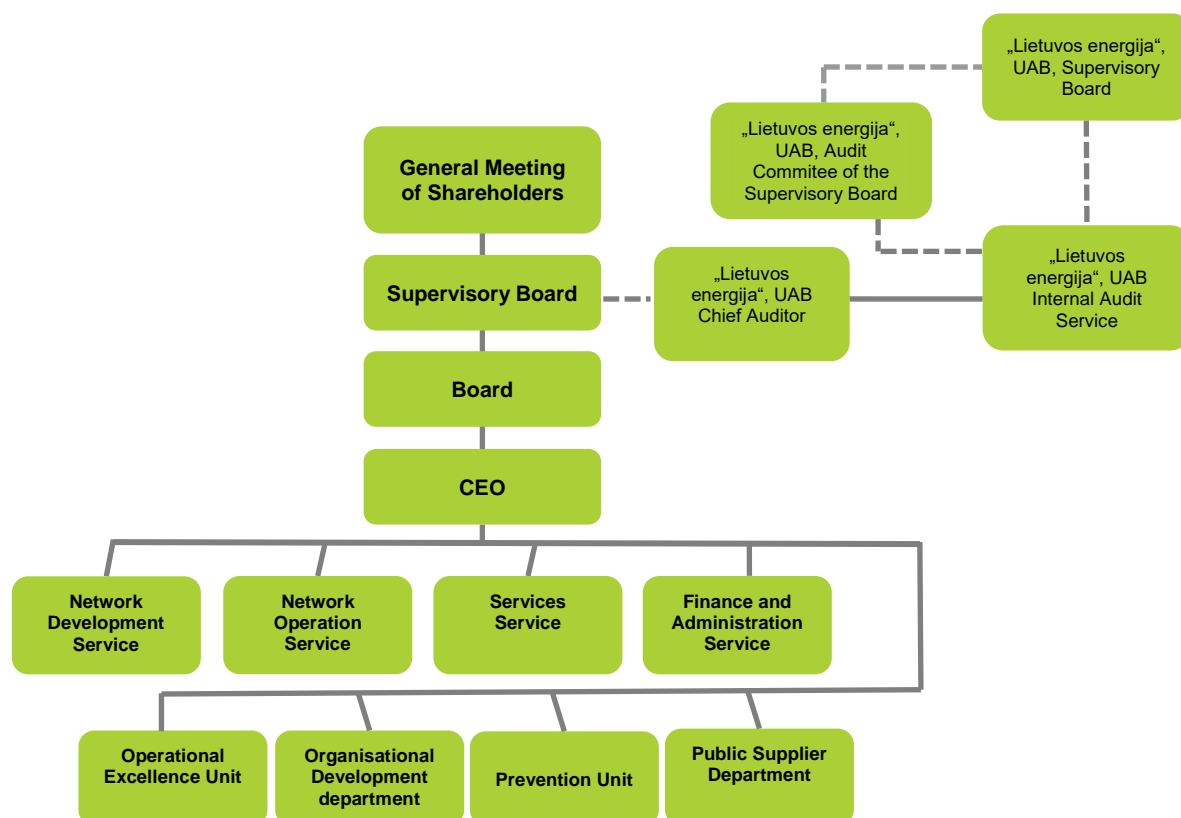 „Lietuvos energija“,
UAB, Supervisory
Board
„Lietuvos energija“,
UAB, Audit
Commitee of the
Supervisory Board
General Meeting
of Shareholders
„Lietuvos
energija“, UAB
Internal Audit
Service
Supervisory Board
„Lietuvos
energija“, UAB
Chief Auditor
Board
CEO
Network
Development
Service
Network
Operation
Service
Services
Service
Finance and
Administration
Service
Operational
Excellence Unit
Organisational
Development
department
Prevention Unit
Public Supplier
Department